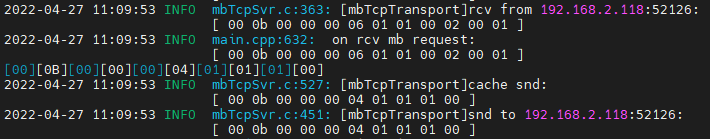 2022-04-27 11:09:53 INFO mbTcpSvr.c:363: [mbTcpTransport]rcv from 192.168.2.118:52126:
[ 00 0b 00 00 00 06 01 01 00 02 00 01 ]
2022-04-27 11:09:53 INFO main.cpp:632: on rcv mb request:
[ 00 0b 00 00 00 06 01 01 00 02 00 01 ]
[00][0B][00][00][00][04][01][01][01][00]
2022-04-27 11:09:53 INFO mbTcpSvr.c:527: [mbTcpTransport]cache snd:
[ 00 0b 00 00 00 04 01 01 01 00 ]
2022-04-27 11:09:53 INFO mbTcpSvr.c:451: [mbTcpTransport]snd to 192.168.2.118:52126:
[ 00 0b 00 00 00 04 01 01 01 00 ]